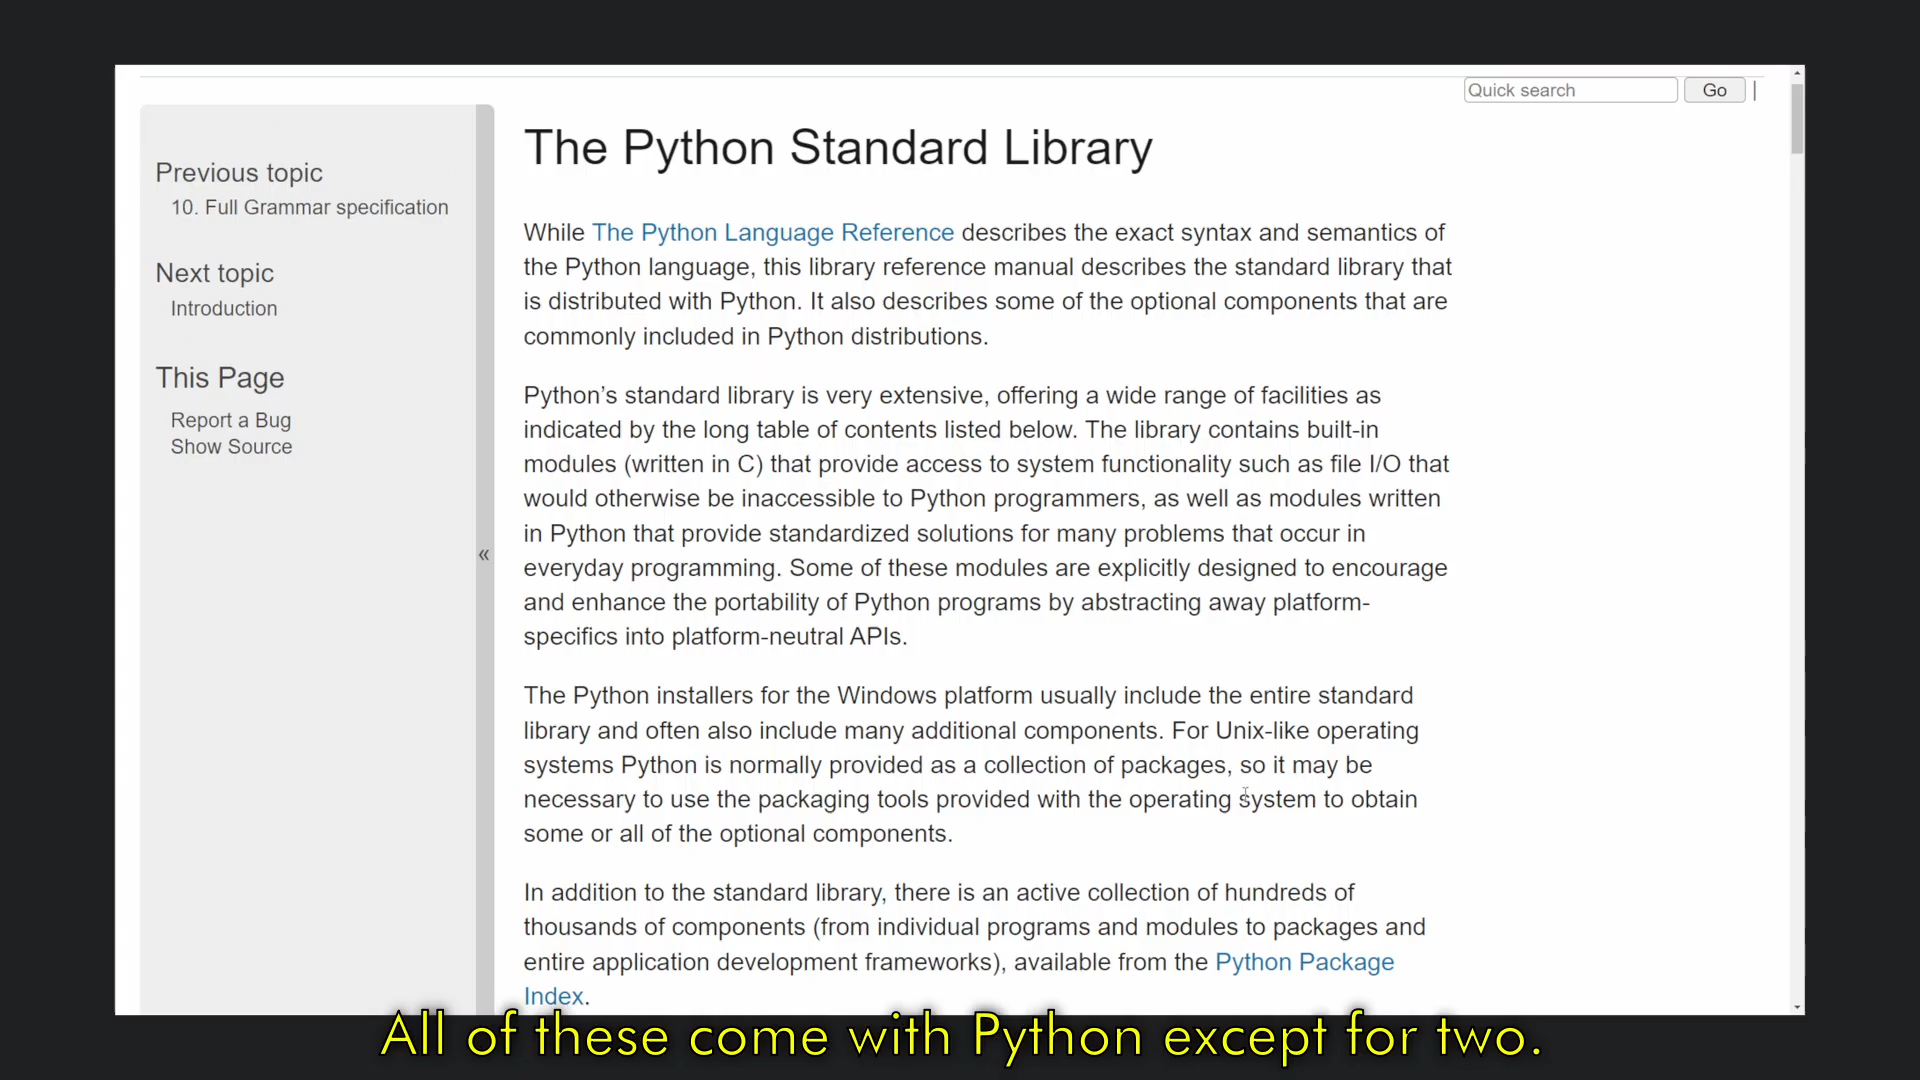 Quick search
Go |
Previous topic
10. Full Grammar specification
Next topic
Introduction
This Page
Report a Bug
Show Source
«
The Python Standard Library
While The Python Language Reference describes the exact syntax and semantics of
the Python language, this library reference manual describes the standard library that
is distributed with Python. It also describes some of the optional components that are
commonly included in Python distributions.
Python’s standard library is very extensive, offering a wide range of facilities as
indicated by the long table of contents listed below. The library contains built-in
modules (written in C) that provide access to system functionality such as file I/O that
would otherwise be inaccessible to Python programmers, as well as modules written
in Python that provide standardized solutions for many problems that occur in
everyday programming. Some of these modules are explicitly designed to encourage
and enhance the portability of Python programs by abstracting away platform-
specifics into platform-neutral APIs.
The Python installers for the Windows platform usually include the entire standard
library and often also include many additional components. For Unix-like operating
systems Python is normally provided as a collection of packages, so it may be
necessary to use the packaging tools provided with the operating system to obtain
some or all of the optional components.
In addition to the standard library, there is an active collection of hundreds of
thousands of components (from individual programs and modules to packages and
entire application development frameworks), available from the Python Package
Index.
All of these come with Python except for two.